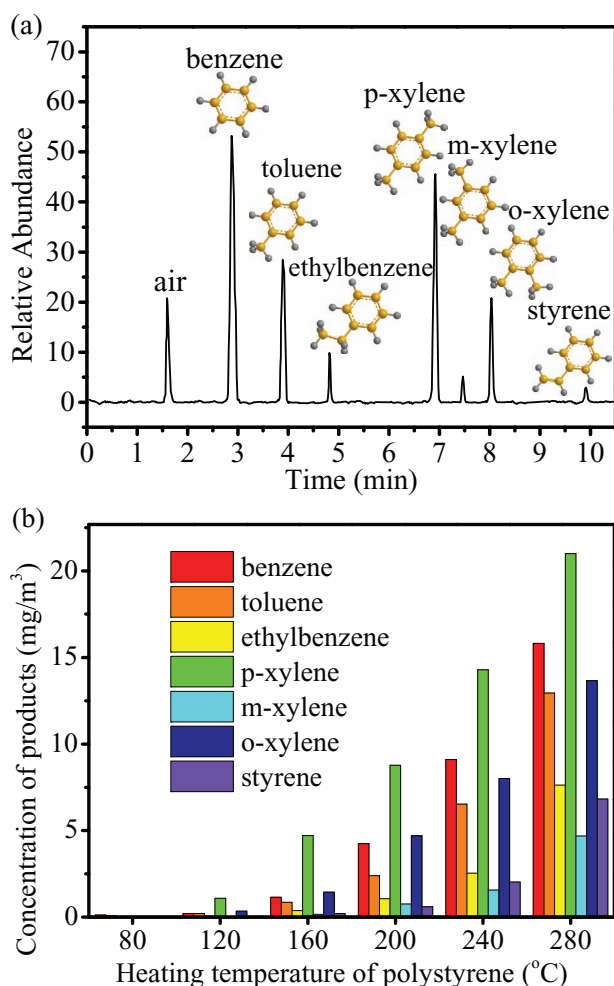 (a)
Relative Abundance
70
60
50
40
30
20
10
0
benzene
p-xylene
m-xylene
toluene
o-xylene
ethylbenzene
air
styrene
0 1 2 3 4 5 6 7 8 9 10
Time (min)
(b)
Concentration of products (mg/m³)
20
15
10
5
0
benzene
toluene
ethylbenzene
p-xylene
m-xylene
o-xylene
styrene
80 120 160 200 240 280
Heating temperature of polystyrene (°C)